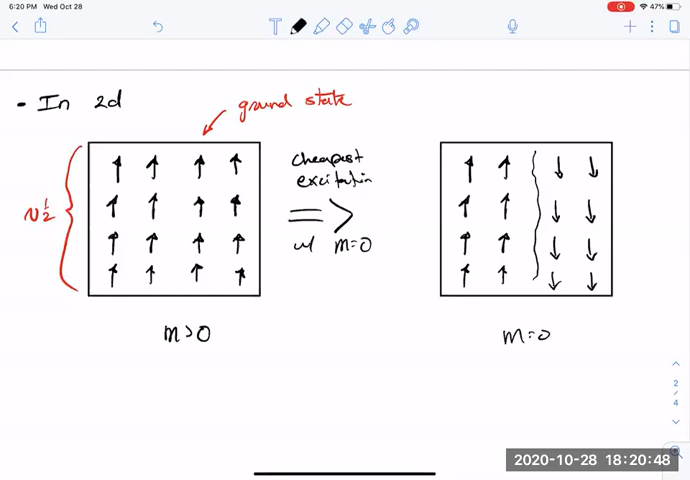 6:20 PM Wed Oct 28
47%
- In 2d
ground state
cheapest
excitation
=>
w/ m=0
N^1/2
m>0
m=0
2
/
4
2020-10-28 18:20:48